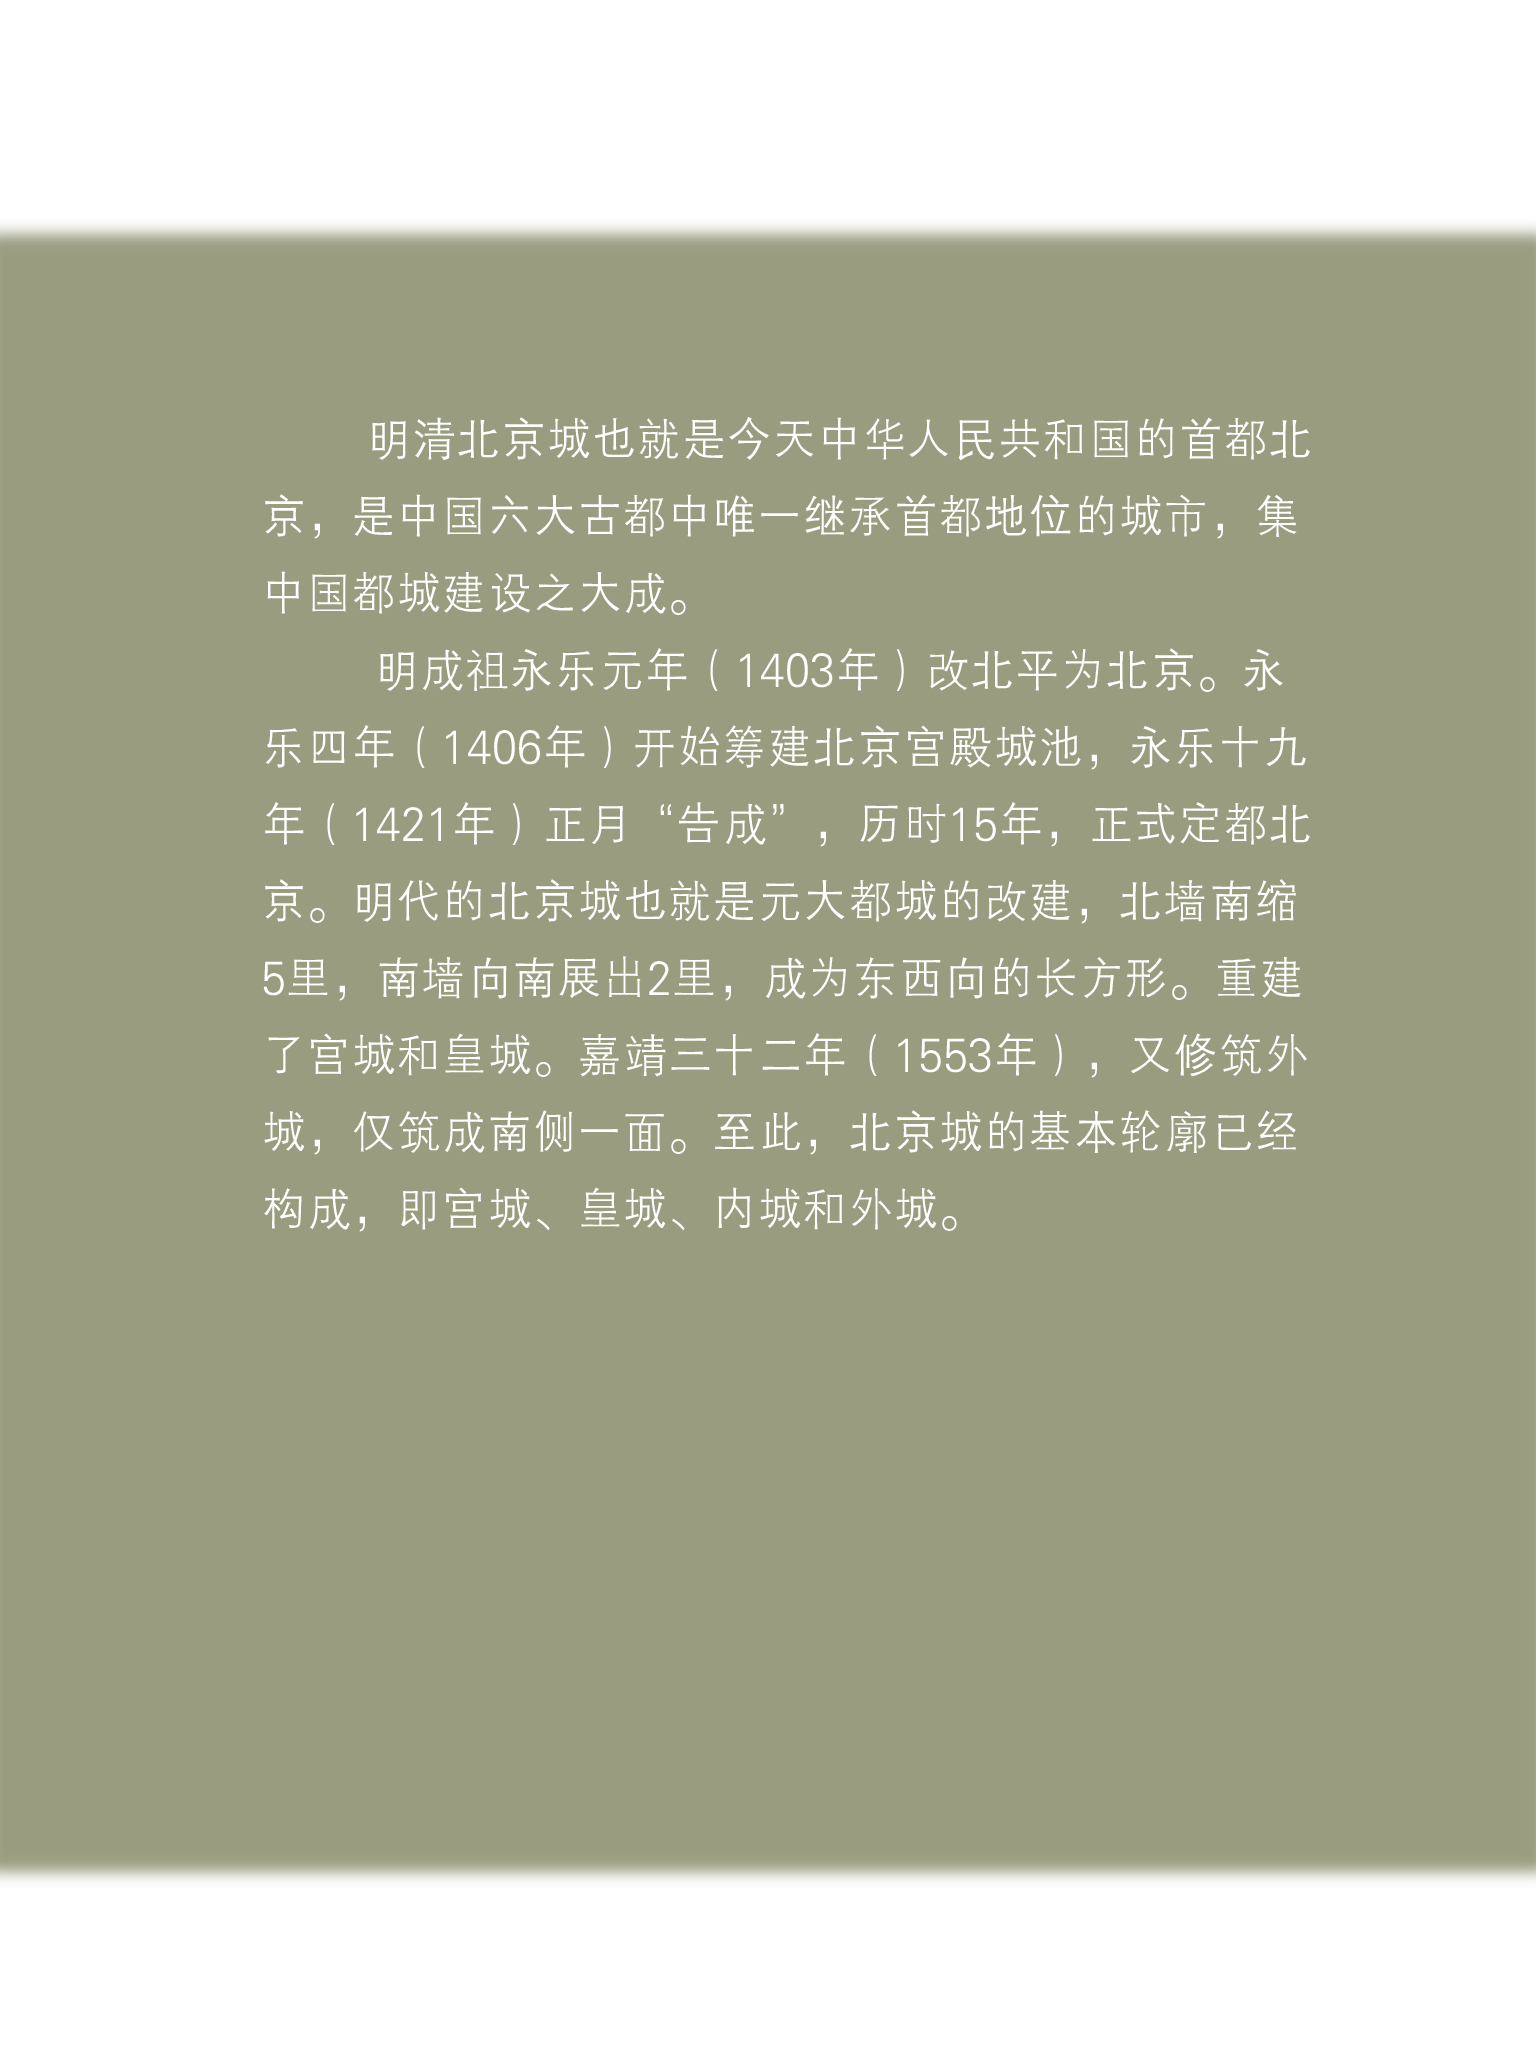 明清北京城也就是今天中华人民共和国的首都北
京，是中国六大古都中唯一继承首都地位的城市，集
中国都城建设之大成。
明成祖永乐元年（1403年）改北平为北京。永
乐四年（1406年）开始筹建北京宫殿城池，永乐十九
年（1421年）正月“告成”，历时15年，正式定都北
京。明代的北京城也就是元大都城的改建，北墙南缩
5里，南墙向南展出2里，成为东西向的长方形。重建
了宫城和皇城。嘉靖三十二年（1553年），又修筑外
城，仅筑成南侧一面。至此，北京城的基本轮廓已经
构成，即宫城、皇城、内城和外城。